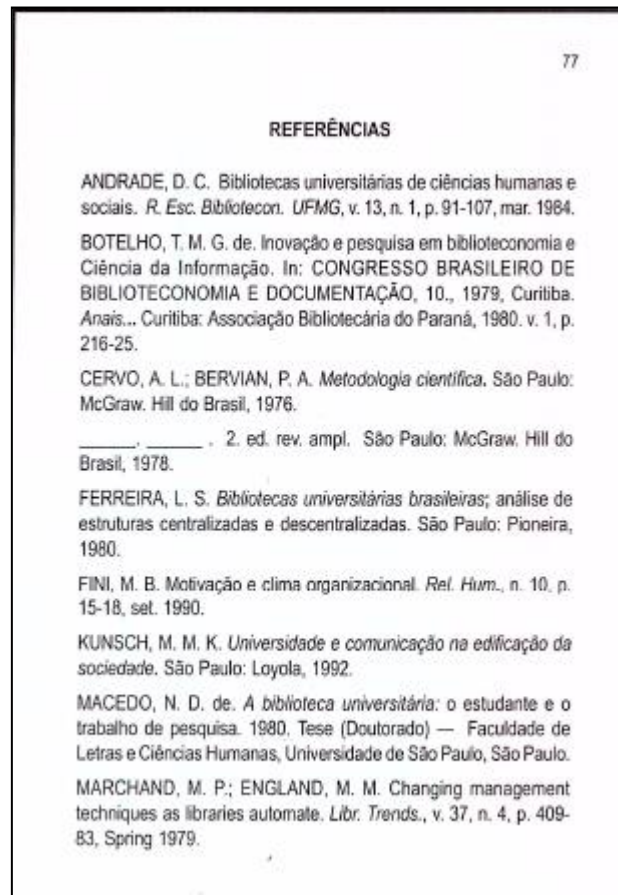 77
REFERÊNCIAS
ANDRADE, D. C. Bibliotecas universitárias de ciências humanas e
sociais. R. Esc. Bibliotecon. UFMG, v. 13, n. 1, p. 91-107, mar. 1984.
BOTELHO, T. M. G. de. Inovação e pesquisa em biblioteconomia e
Ciência da Informação. In: CONGRESSO BRASILEIRO DE
BIBLIOTECONOMIA E DOCUMENTAÇÃO, 10., 1979, Curitiba.
Anais... Curitiba: Associação Bibliotecária do Paraná, 1980. v. 1, p.
216-25.
CERVO, A. L.; BERVIAN, P. A. Metodologia científica. São Paulo:
McGraw. Hill do Brasil, 1976.
______. ______ . 2. ed. rev. ampl. São Paulo: McGraw. Hill do
Brasil, 1978.
FERREIRA, L. S. Bibliotecas universitárias brasileiras; análise de
estruturas centralizadas e descentralizadas. São Paulo: Pioneira,
1980.
FINI, M. B. Motivação e clima organizacional. Rel. Hum., n. 10, p.
15-18, set. 1990.
KUNSCH, M. M. K. Universidade e comunicação na edificação da
sociedade. São Paulo: Loyola, 1992.
MACEDO, N. D. de. A biblioteca universitária: o estudante e o
trabalho de pesquisa. 1980. Tese (Doutorado) — Faculdade de
Letras e Ciências Humanas, Universidade de São Paulo, São Paulo.
MARCHAND, M. P.; ENGLAND, M. M. Changing management
techniques as libraries automate. Libr. Trends., v. 37, n. 4, p. 409-
83, Spring 1979.